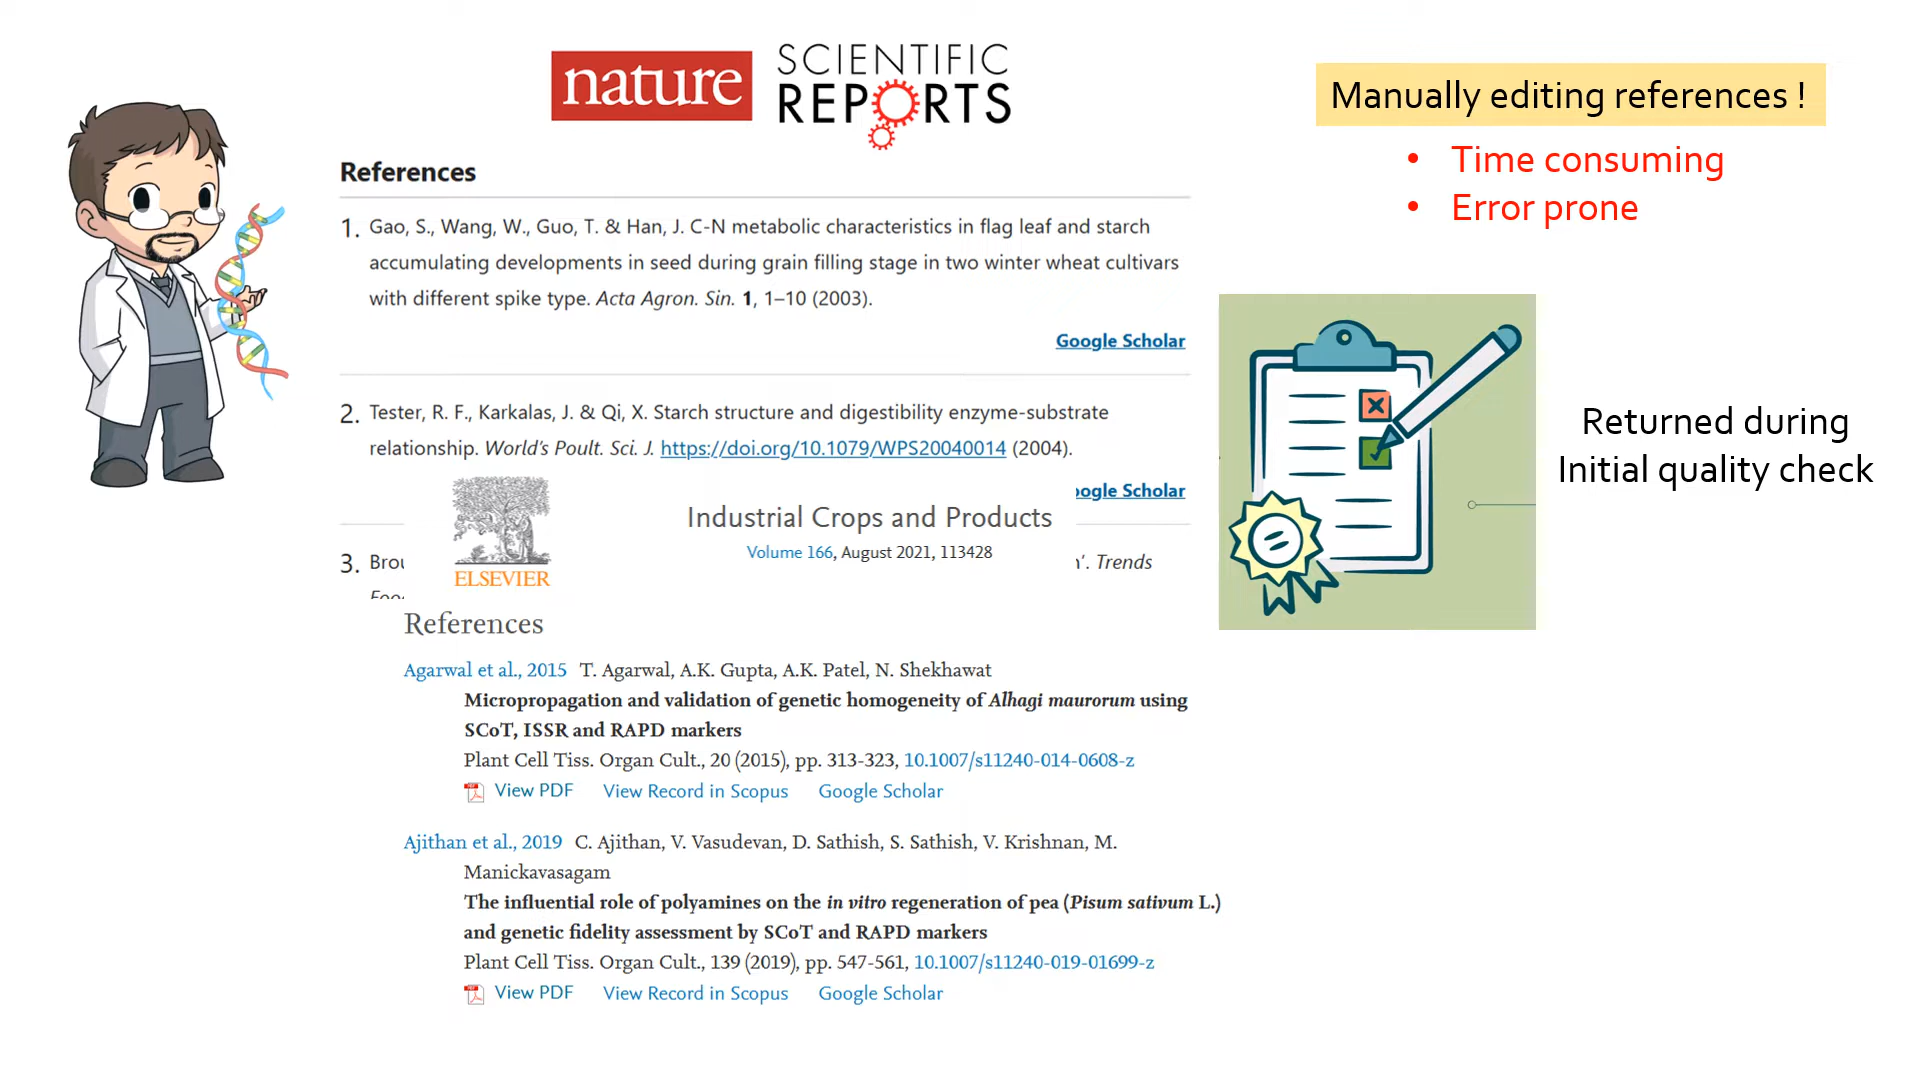 nature
SCIENTIFIC
REPORTS
References
1. Gao, S., Wang, W., Guo, T. & Han, J. C-N metabolic characteristics in flag leaf and starch
accumulating developments in seed during grain filling stage in two winter wheat cultivars
with different spike type. Acta Agron. Sin. 1, 1–10 (2003).
Google Scholar
2. Tester, R. F., Karkalas, J. & Qi, X. Starch structure and digestibility enzyme-substrate
relationship. World's Poult. Sci. J. https://doi.org/10.1079/WPS20040014 (2004).
ogle Scholar
3. Brou
Trends
ELSEVIER
Industrial Crops and Products
Volume 166, August 2021, 113428
References
Agarwal et al., 2015 T. Agarwal, A.K. Gupta, A.K. Patel, N. Shekhawat
Micropropagation and validation of genetic homogeneity of Alhagi maurorum using
SCoT, ISSR and RAPD markers
Plant Cell Tiss. Organ Cult., 20 (2015), pp. 313-323, 10.1007/s11240-014-0608-z
View PDF View Record in Scopus Google Scholar
Ajithan et al., 2019 C. Ajithan, V. Vasudevan, D. Sathish, S. Sathish, V. Krishnan, M.
Manickavasagam
The influential role of polyamines on the in vitro regeneration of pea (Pisum sativum L.)
and genetic fidelity assessment by SCoT and RAPD markers
Plant Cell Tiss. Organ Cult., 139 (2019), pp. 547-561, 10.1007/s11240-019-01699-z
View PDF View Record in Scopus Google Scholar
Manually editing references !
• Time consuming
• Error prone
Returned during
Initial quality check